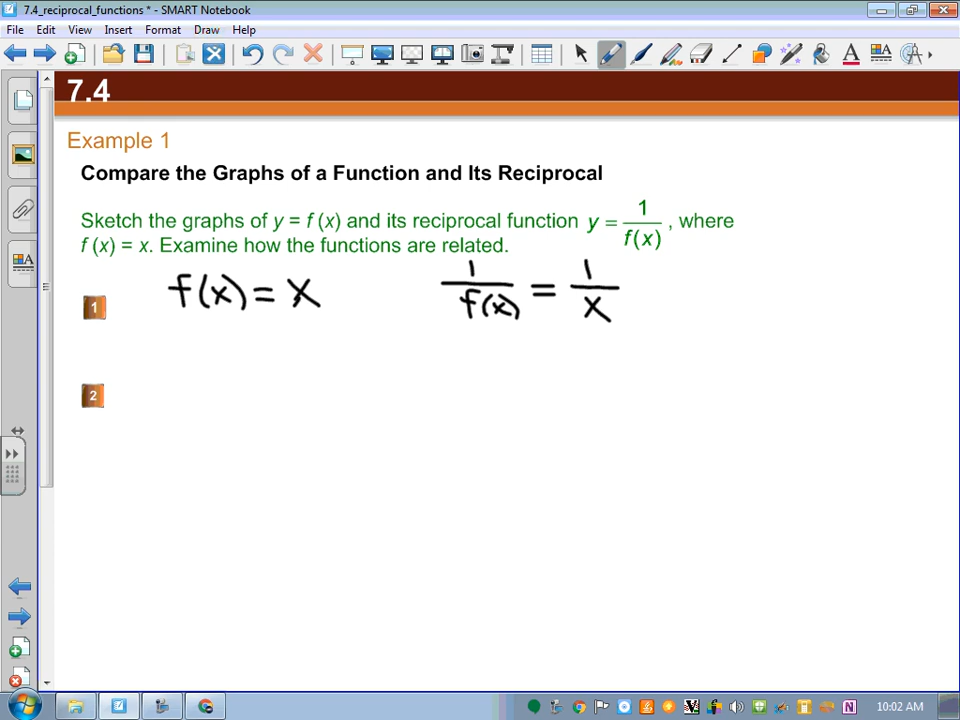 7.4_reciprocal_functions * - SMART Notebook
File Edit View Insert Format Draw Help
7.4
Example 1
Compare the Graphs of a Function and Its Reciprocal
Sketch the graphs of y = f (x) and its reciprocal function y = 1/f(x), where
f (x) = x. Examine how the functions are related.
1 f(x) = x 1/f(x) = 1/x
2
10:02 AM